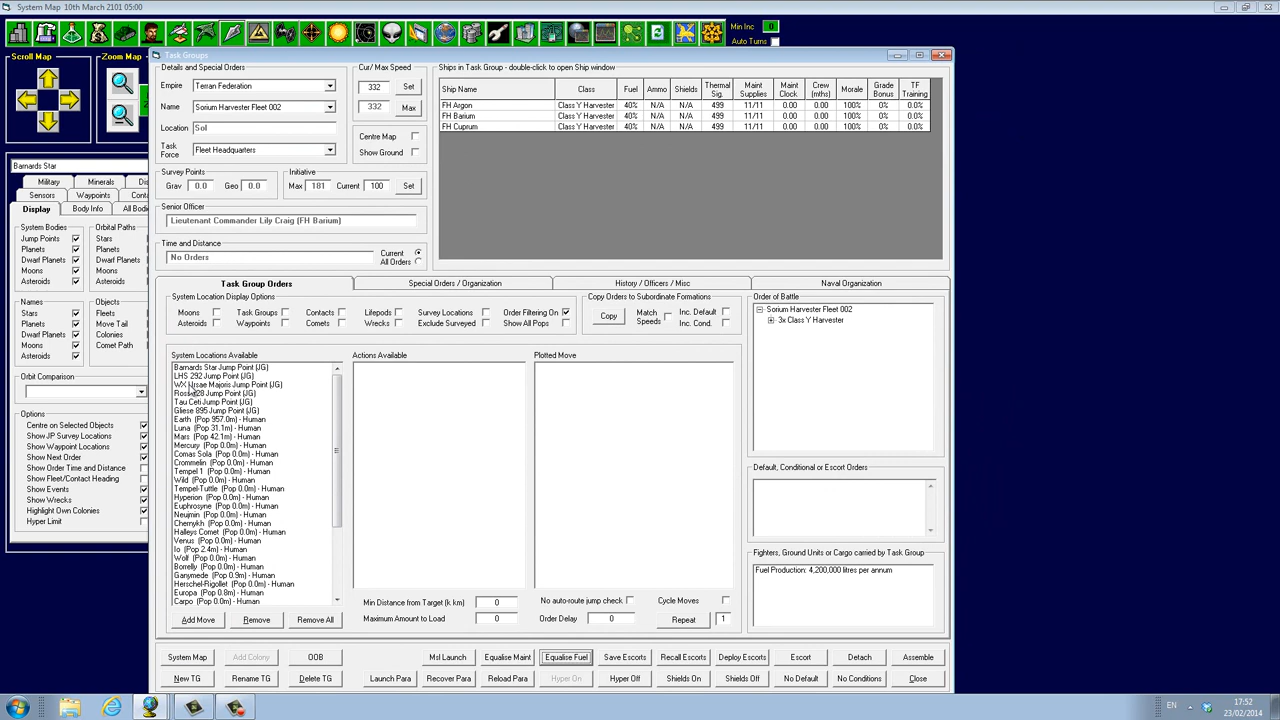 System Map  10th March 2101 05:00
Min Inc 0
Auto Turns
Scroll Map
Zoom Map
Task Groups
Details and Special Orders
Empire Terran Federation
Name Sorium Harvester Fleet 002
Location Sol
Task Force Fleet Headquarters
Cur/ Max Speed
332 Set
332 Max
Centre Map
Show Ground
Survey Points
Grav 0.0 Geo 0.0
Initiative
Max 181 Current 100 Set
Senior Officer
Lieutenant Commander Lily Craig (FH Barium)
Time and Distance
No Orders
Current
All Orders
Ships in Task Group - double-click to open Ship window
Ship Name Class Fuel Ammo Shields Thermal Sig. Maint Supplies Maint Clock Crew (mths) Morale Grade Bonus TF Training
FH Argon Class Y Harvester 40% N/A N/A 499 11/11 0.00 0.00 100% 0% 0.0%
FH Barium Class Y Harvester 40% N/A N/A 499 11/11 0.00 0.00 100% 0% 0.0%
FH Cuprum Class Y Harvester 40% N/A N/A 499 11/11 0.00 0.00 100% 0% 0.0%
Barnards Star
Military Minerals
Sensors Waypoints
Display Body Info All Bodie
System Bodies
Jump Points
Planets
Dwarf Planets
Moons
Asteroids
Orbital Paths
Stars
Planets
Dwarf Planets
Moons
Asteroids
Names
Stars
Planets
Dwarf Planets
Moons
Asteroids
Objects
Fleets
Move Tail
Colonies
Comet Path
Orbit Comparison
Options
Centre on Selected Objects
Show JP Survey Locations
Show Waypoint Locations
Show Next Order
Show Order Time and Distance
Show Fleet/Contact Heading
Show Events
Show Wrecks
Highlight Own Colonies
Hyper Limit
Task Group Orders Special Orders / Organization History / Officers / Misc Naval Organization
System Location Display Options
Moons Task Groups Contacts Lifepods Survey Locations Order Filtering On
Asteroids Waypoints Comets Wrecks Exclude Surveyed Show All Pops
Copy Orders to Subordinate Formations
Copy Match Speeds Inc. Default
Inc. Cond.
Order of Battle
Sorium Harvester Fleet 002
3x Class Y Harvester
System Locations Available
Barnards Star Jump Point (JG)
LHS 292 Jump Point (JG)
WX Ursae Majoris Jump Point (JG)
Ross 128 Jump Point (JG)
Tau Ceti Jump Point (JG)
Gliese 895 Jump Point (JG)
Earth  (Pop 957.0m) - Human
Luna  (Pop 31.1m) - Human
Mars  (Pop 42.1m) - Human
Mercury  (Pop 0.0m) - Human
Comas Sola  (Pop 0.0m) - Human
Crommelin  (Pop 0.0m) - Human
Tempel 1  (Pop 0.0m) - Human
Wild  (Pop 0.0m) - Human
Tempel-Tuttle  (Pop 0.0m) - Human
Hyperion  (Pop 0.0m) - Human
Euphrosyne  (Pop 0.0m) - Human
Neujmin  (Pop 0.0m) - Human
Chernykh  (Pop 0.0m) - Human
Halleys Comet  (Pop 0.0m) - Human
Venus  (Pop 0.0m) - Human
Io  (Pop 2.4m) - Human
Wolf  (Pop 0.0m) - Human
Borrelly  (Pop 0.0m) - Human
Ganymede  (Pop 0.9m) - Human
Herschel-Rigollet  (Pop 0.0m) - Human
Europa  (Pop 0.8m) - Human
Carpo  (Pop 0.0m) - Human
Actions Available
Plotted Move
Default, Conditional or Escort Orders
Fighters, Ground Units or Cargo carried by Task Group
Fuel Production: 4,200,000 litres per annum
Min Distance from Target (k km) 0 No auto-route jump check Cycle Moves
Maximum Amount to Load 0 Order Delay 0 Repeat 1
Add Move Remove Remove All
System Map Add Colony OOB Msl Launch Equalise Maint Equalise Fuel Save Escorts Recall Escorts Deploy Escorts Escort Detach Assemble
New TG Rename TG Delete TG Launch Para Recover Para Reload Para Hyper On Hyper Off Shields On Shields Off No Default No Conditions Close
EN
17:52
23/02/2014